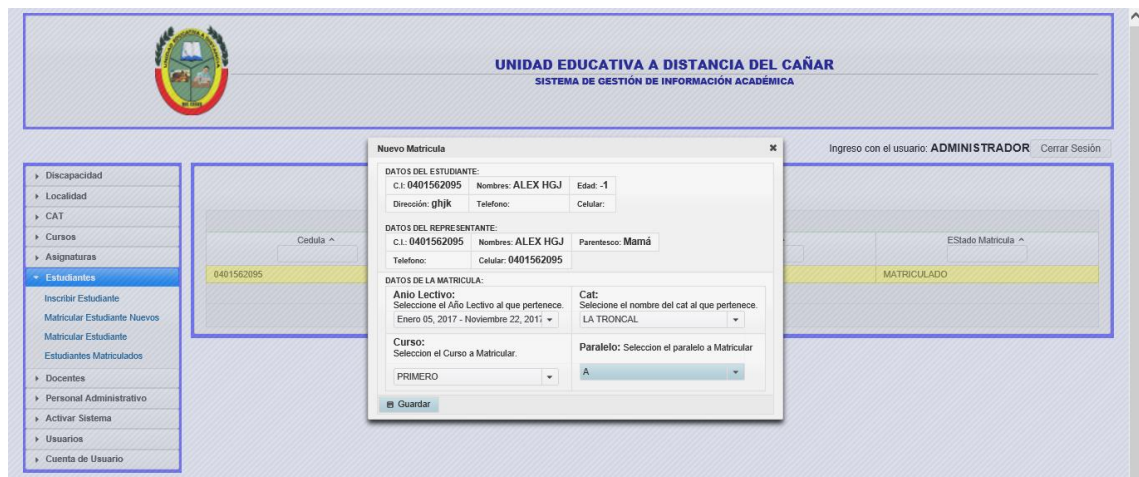 UNIDAD EDUCATIVA A DISTANCIA DEL CAÑAR
SISTEMA DE GESTIÓN DE INFORMACIÓN ACADÉMICA
Ingreso con el usuario: ADMINISTRADOR Cerrar Sesión
Discapacidad
Localidad
CAT
Cursos
Asignaturas
Estudiantes
Inscribir Estudiante
Matricular Estudiante Nuevos
Matricular Estudiante
Estudiantes Matriculados
Docentes
Personal Administrativo
Activar Sistema
Usuarios
Cuenta de Usuario
Cedula
EStado Matricula
0401562095
MATRICULADO
Nuevo Matricula
DATOS DEL ESTUDIANTE:
C.I: 0401562095 Nombres: ALEX HGJ Edad: -1
Dirección: ghjk Telefono: Celular:
DATOS DEL REPRESENTANTE:
C.I.: 0401562095 Nombres: ALEX HGJ Parentesco: Mamá
Telefono: Celular: 0401562095
DATOS DE LA MATRICULA:
Anio Lectivo:
Seleccione el Año Lectivo al que pertenece.
Enero 05, 2017 - Noviembre 22, 2017
Cat:
Selecione el nombre del cat al que pertenece.
LA TRONCAL
Curso:
Seleccion el Curso a Matricular.
PRIMERO
Paralelo: Seleccion el paralelo a Matricular
A
Guardar